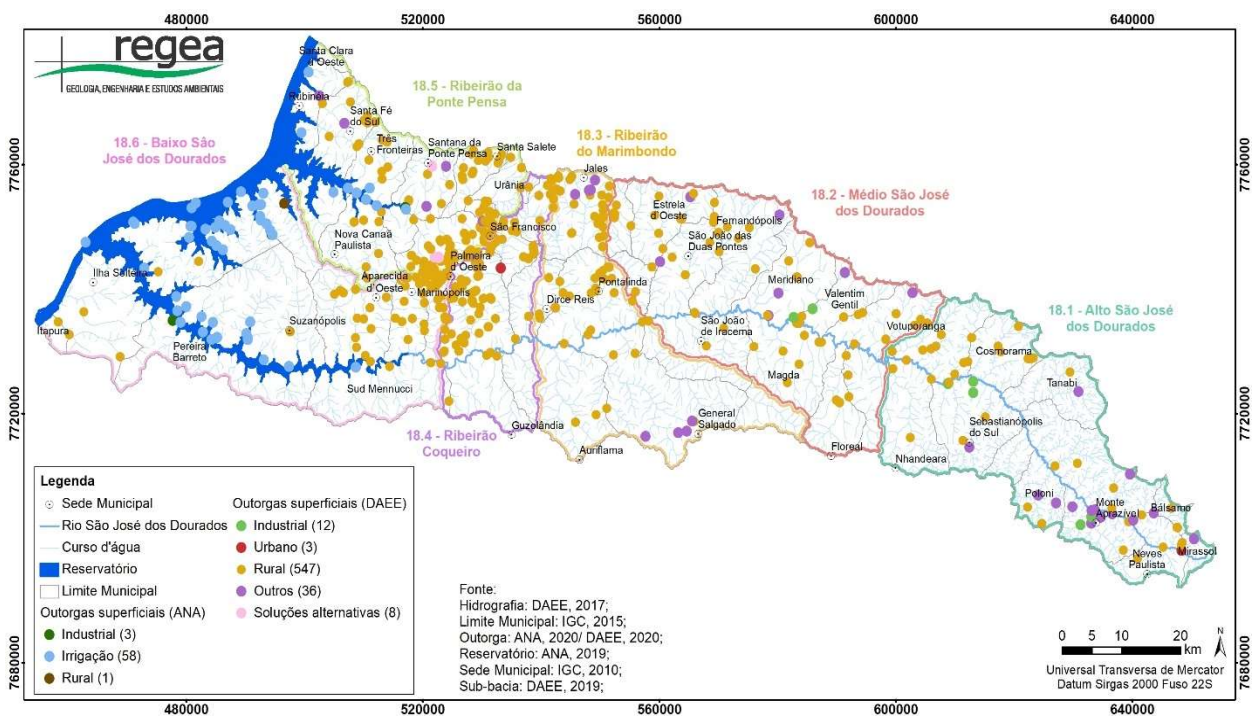 480000 520000 560000 600000 640000
regea
GEOLOGIA, ENGENHARIA E ESTUDOS AMBIENTAIS
7760000
7720000
7680000
7760000
7720000
7680000
18.5 - Ribeirão da
Ponte Pensa
18.6 - Baixo São
José dos Dourados
18.3 - Ribeirão
do Marimbondo
18.2 - Médio São José
dos Dourados
18.1 - Alto São José
dos Dourados
18.4 - Ribeirão
Coqueiro
Santa Clara
d'Oeste
Rubinéia
Santa Fé
do Sul
Três
Fronteiras
Santana da
Ponte Pensa
Santa Salete
Urânia
Jales
Estrela
d'Oeste
Fernandópolis
São João das
Duas Pontes
Nova Canaã
Paulista
São Francisco
Palmeira
d'Oeste
Aparecida
d'Oeste
Marinópolis
Dirce Reis
Pontalinda
Meridiano
Valentim
Gentil
Votuporanga
Ilha Solteira
Itapura
Suzanópolis
Pereira
Barreto
Sud Mennucci
São João
de Iracema
Magda
Cosmorama
Tanabi
General
Salgado
Guzolândia
Auriflama
Floreal
Nhandeara
Sebastianópolis
do Sul
Poloni
Monte
Aprazível
Bálsamo
Neves
Paulista
Mirassol
Legenda
Sede Municipal
Rio São José dos Dourados
Curso d'água
Reservatório
Limite Municipal
Outorgas superficiais (ANA)
Industrial (3)
Irrigação (58)
Rural (1)
Outorgas superficiais (DAEE)
Industrial (12)
Urbano (3)
Rural (547)
Outros (36)
Soluções alternativas (8)
Fonte:
Hidrografia: DAEE, 2017;
Limite Municipal: IGC, 2015;
Outorga: ANA, 2020/ DAEE, 2020;
Reservatório: ANA, 2019;
Sede Municipal: IGC, 2010;
Sub-bacia: DAEE, 2019;
0 5 10 20
km
N
Universal Transversa de Mercator
Datum Sirgas 2000 Fuso 22S
480000 520000 560000 600000 640000